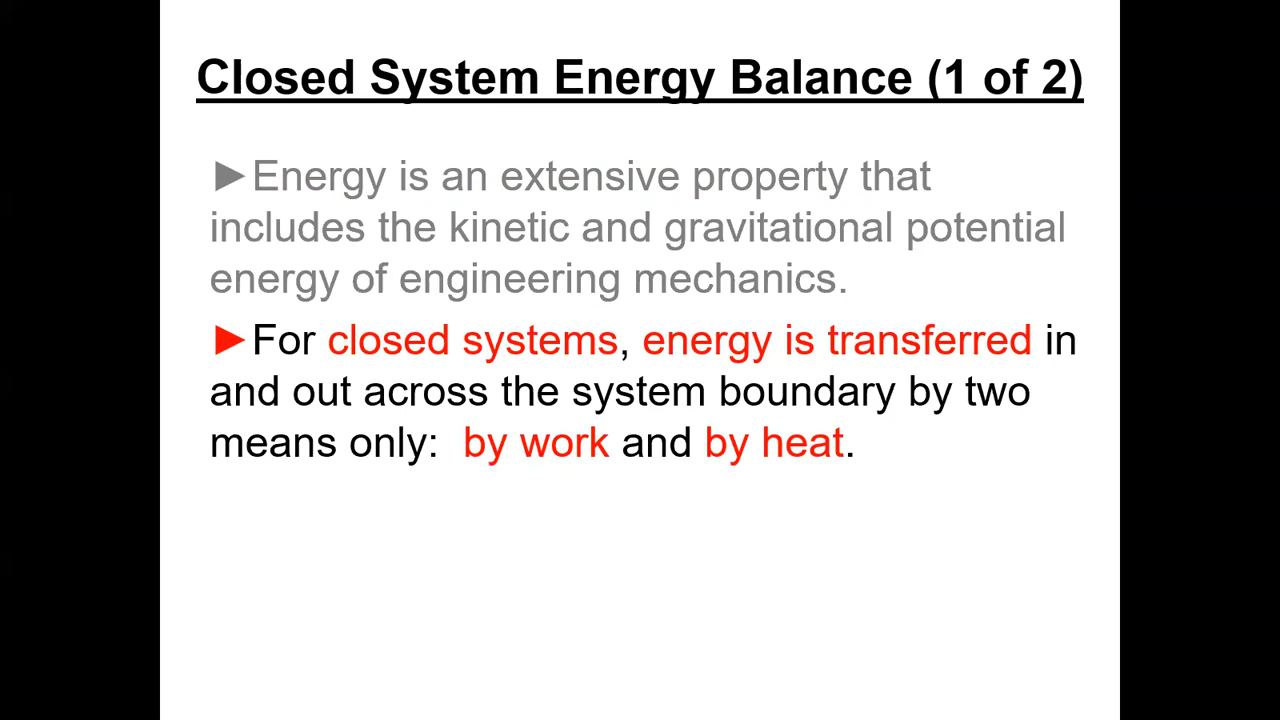 Closed System Energy Balance (1 of 2)
►Energy is an extensive property that
includes the kinetic and gravitational potential
energy of engineering mechanics.
►For closed systems, energy is transferred in
and out across the system boundary by two
means only:  by work and by heat.